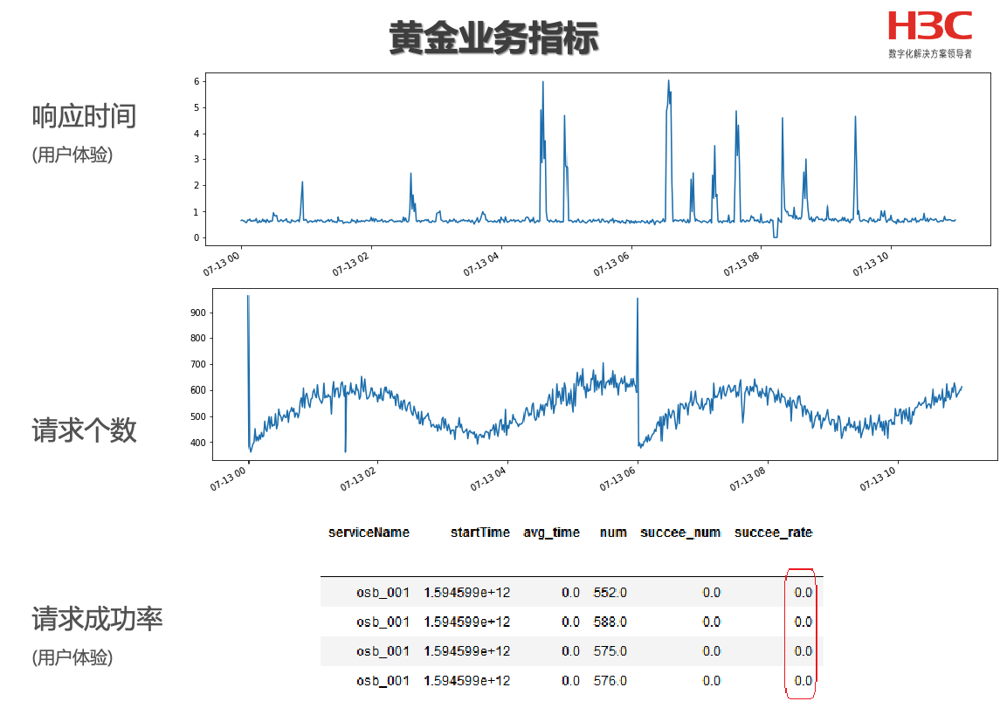 黄金业务指标
H3C
数字化解决方案领导者
响应时间
(用户体验)
6
5
4
3
2
1
0
07-13 00
07-13 02
07-13 04
07-13 06
07-13 08
07-13 10
请求个数
900
800
700
600
500
400
07-13 00
07-13 02
07-13 04
07-13 06
07-13 08
07-13 10
请求成功率
(用户体验)
serviceName startTime avg_time num succee_num succee_rate
osb_001 1.594599e+12 0.0 552.0 0.0 0.0
osb_001 1.594599e+12 0.0 588.0 0.0 0.0
osb_001 1.594599e+12 0.0 575.0 0.0 0.0
osb_001 1.594599e+12 0.0 576.0 0.0 0.0